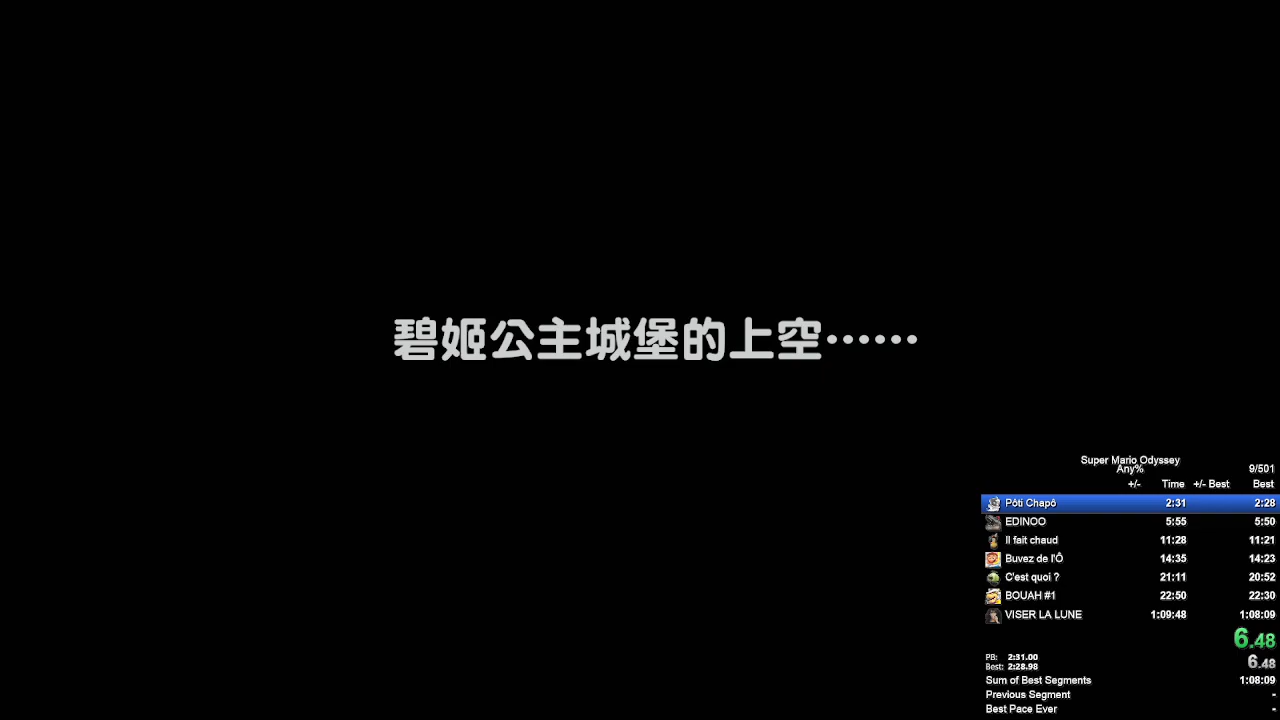 碧姬公主城堡的上空……
Super Mario Odyssey
Any%
9/501
+/- Time +/- Best Best
Pôti Chapô 2:31 2:28
EDINOO 5:55 5:50
Il fait chaud 11:28 11:21
Buvez de l'Ô 14:35 14:23
C'est quoi ? 21:11 20:52
BOUAH #1 22:50 22:30
VISER LA LUNE 1:09:48 1:08:09
6.48
PB: 2:31.00
Best: 2:28.98
6.48
Sum of Best Segments 1:08:09
Previous Segment -
Best Pace Ever -